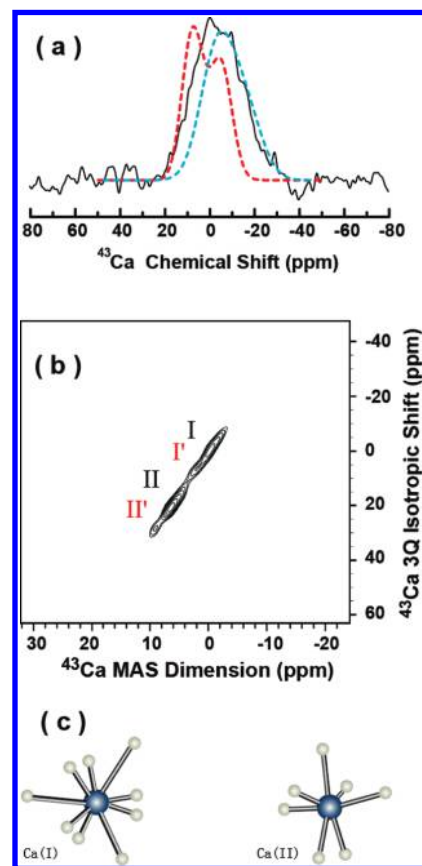 ( a )
80 60 40 20 0 -20 -40 -60 -80
⁴³Ca Chemical Shift (ppm)
( b )
I
I'
II
II'
-40
-20
0
20
40
60
⁴³Ca 3Q Isotropic Shift (ppm)
30 20 10 0 -10 -20
⁴³Ca MAS Dimension (ppm)
( c )
Ca(I) Ca(II)